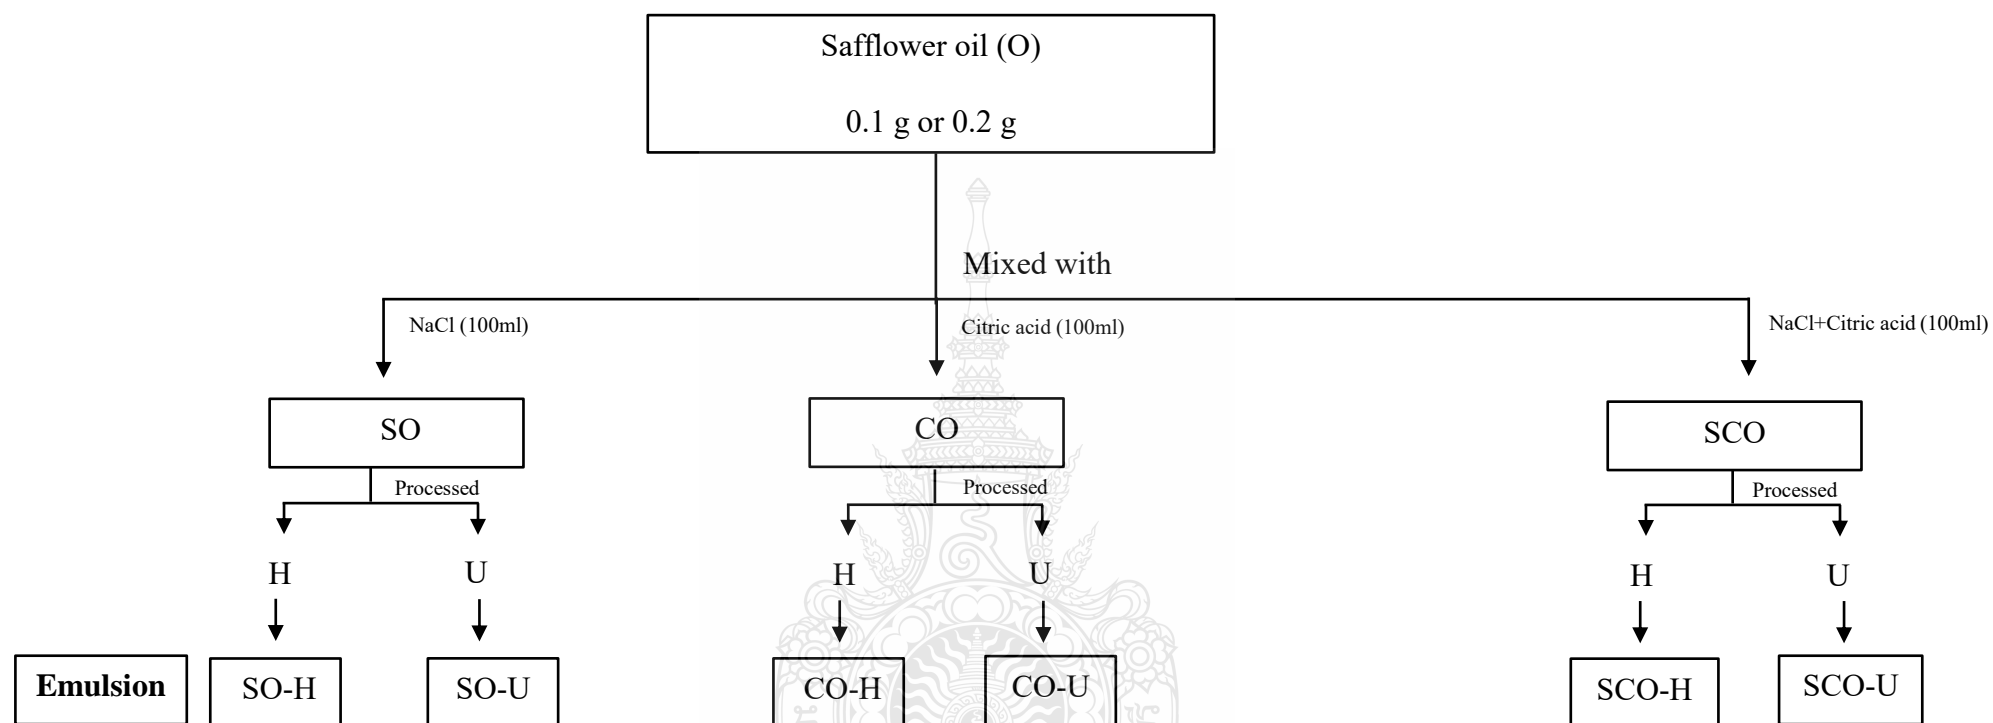 Safflower oil (O)
0.1 g or 0.2 g
Mixed with
NaCl (100ml)
Citric acid (100ml)
NaCl+Citric acid (100ml)
SO
CO
SCO
Processed
Processed
Processed
H
U
H
U
H
U
Emulsion
SO-H
SO-U
CO-H
CO-U
SCO-H
SCO-U